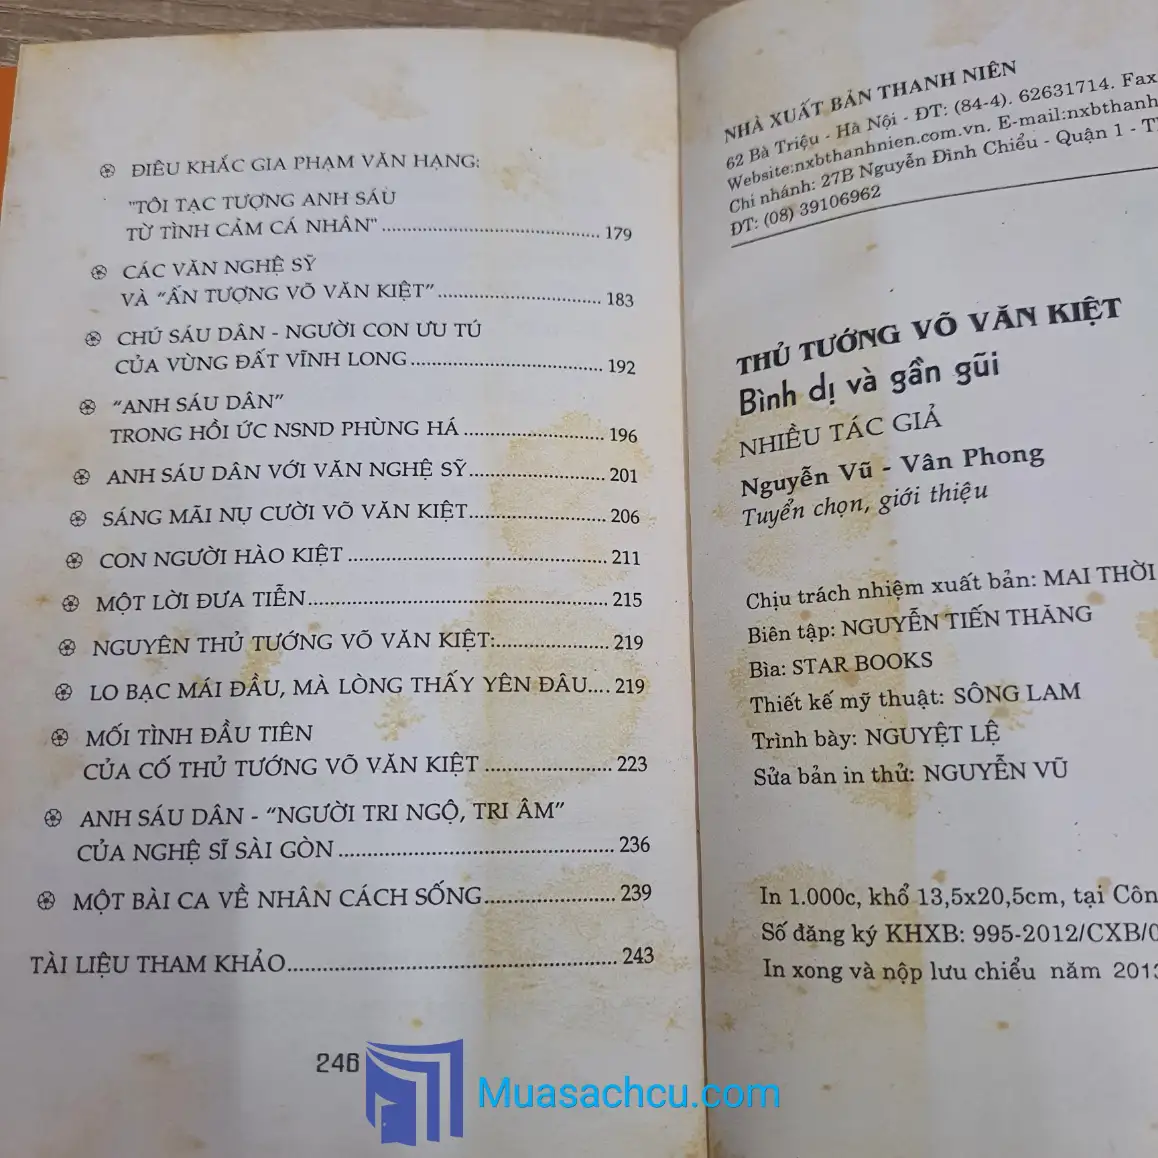 ֍ ĐIÊU KHẮC GIA PHẠM VĂN HẠNG:
"TÔI TẠC TƯỢNG ANH SÁU
TỪ TÌNH CẢM CÁ NHÂN" 179
CÁC VĂN NGHỆ SỸ
VÀ "ẤN TƯỢNG VÕ VĂN KIỆT" 183
CHÚ SÁU DÂN - NGƯỜI CON ƯU TÚ
CỦA VÙNG ĐẤT VĨNH LONG 192
"ANH SÁU DÂN"
TRONG HỒI ỨC NSND PHÙNG HÁ 196
ANH SÁU DÂN VỚI VĂN NGHỆ SỸ 201
SÁNG MÃI NỤ CƯỜI VÕ VĂN KIỆT 206
CON NGƯỜI HÀO KIỆT 211
MỘT LỜI ĐƯA TIỄN 215
NGUYÊN THỦ TƯỚNG VÕ VĂN KIỆT: 219
LO BẠC MÁI ĐẦU, MÀ LÒNG THẤY YÊN ĐÂU 219
MỐI TÌNH ĐẦU TIÊN
CỦA CỐ THỦ TƯỚNG VÕ VĂN KIỆT 223
ANH SÁU DÂN - "NGƯỜI TRI NGỘ, TRI ÂM"
CỦA NGHỆ SĨ SÀI GÒN 236
MỘT BÀI CA VỀ NHÂN CÁCH SỐNG 239
TÀI LIỆU THAM KHẢO 243
246
NHÀ XUẤT BẢN THANH NIÊN
62 Bà Triệu - Hà Nội - ĐT: (84-4). 62631714. Fax
Website:nxbthanhnien.com.vn. E-mail:nxbthanh
Chi nhánh: 27B Nguyễn Đình Chiểu - Quận 1 - T
ĐT: (08) 39106962
THỦ TƯỚNG VÕ VĂN KIỆT
Bình dị và gần gũi
NHIỀU TÁC GIẢ
Nguyễn Vũ - Vân Phong
Tuyển chọn, giới thiệu
Chịu trách nhiệm xuất bản: MAI THỜI
Biên tập: NGUYỄN TIẾN THĂNG
Bìa: STAR BOOKS
Thiết kế mỹ thuật: SÔNG LAM
Trình bày: NGUYỆT LỆ
Sửa bản in thử: NGUYỄN VŨ
In 1.000c, khổ 13,5x20,5cm, tại Côn
Số đăng ký KHXB: 995-2012/CXB/0
In xong và nộp lưu chiểu năm 2013
Muasachcu.com